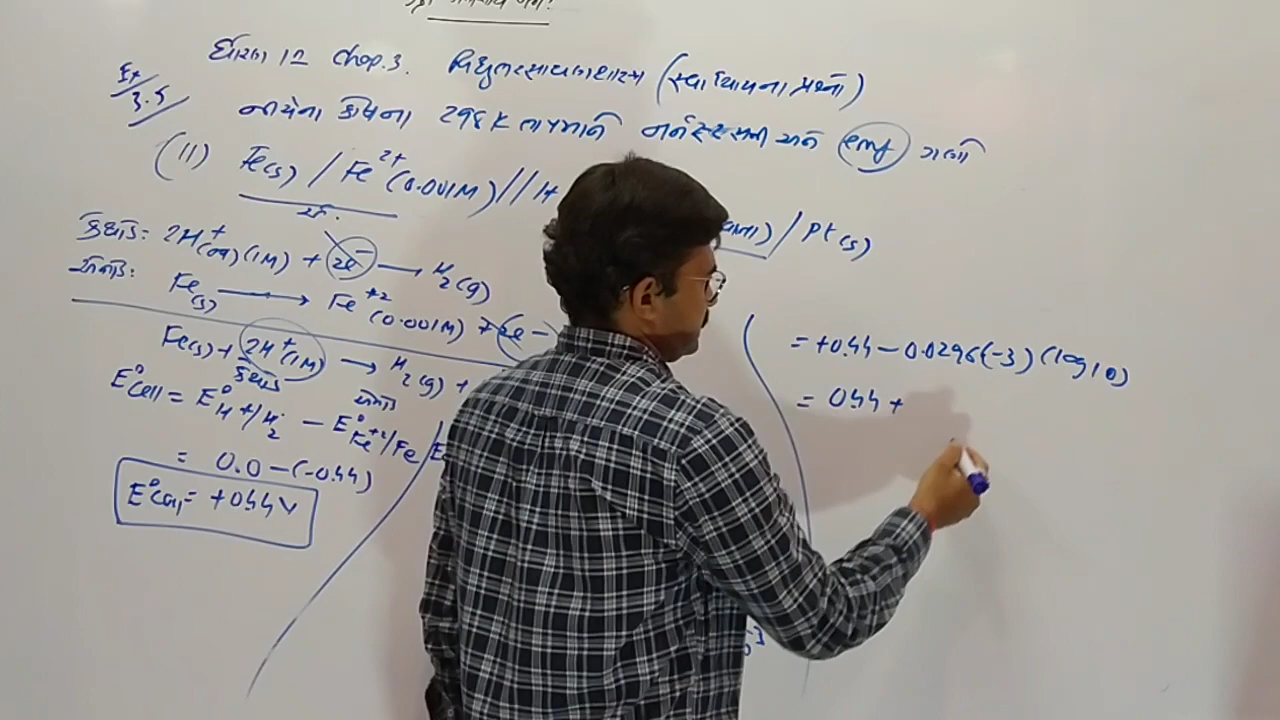 ધોરણ 12 Chap.3. વિદ્યુતરસાયણશાસ્ત્ર (સ્વાધ્યાયના પ્રશ્નો)
Ex 3.5
નીચેના કોષના 298K તાપમાને નર્નસ્ટ સમી અને emf ગણો
(II) Fe(s) / Fe²⁺ (0.001M) // H / Pt(s)
કેથોડ: 2H⁺(aq) (1M) + 2e⁻ ⟶ H₂(g)
એનોડ: Fe(s) ⟶ Fe⁺² (0.001M) + 2e⁻
Fe(s) + 2H⁺(1M) ⟶ H₂(g) +
E°Cell = E°H⁺/H₂ − E°Fe⁺²/Fe
= 0.0 − (−0.44)
E°Cell = +0.44 V
= +0.44 − 0.0296 (−3) (log10)
= 0.44 +